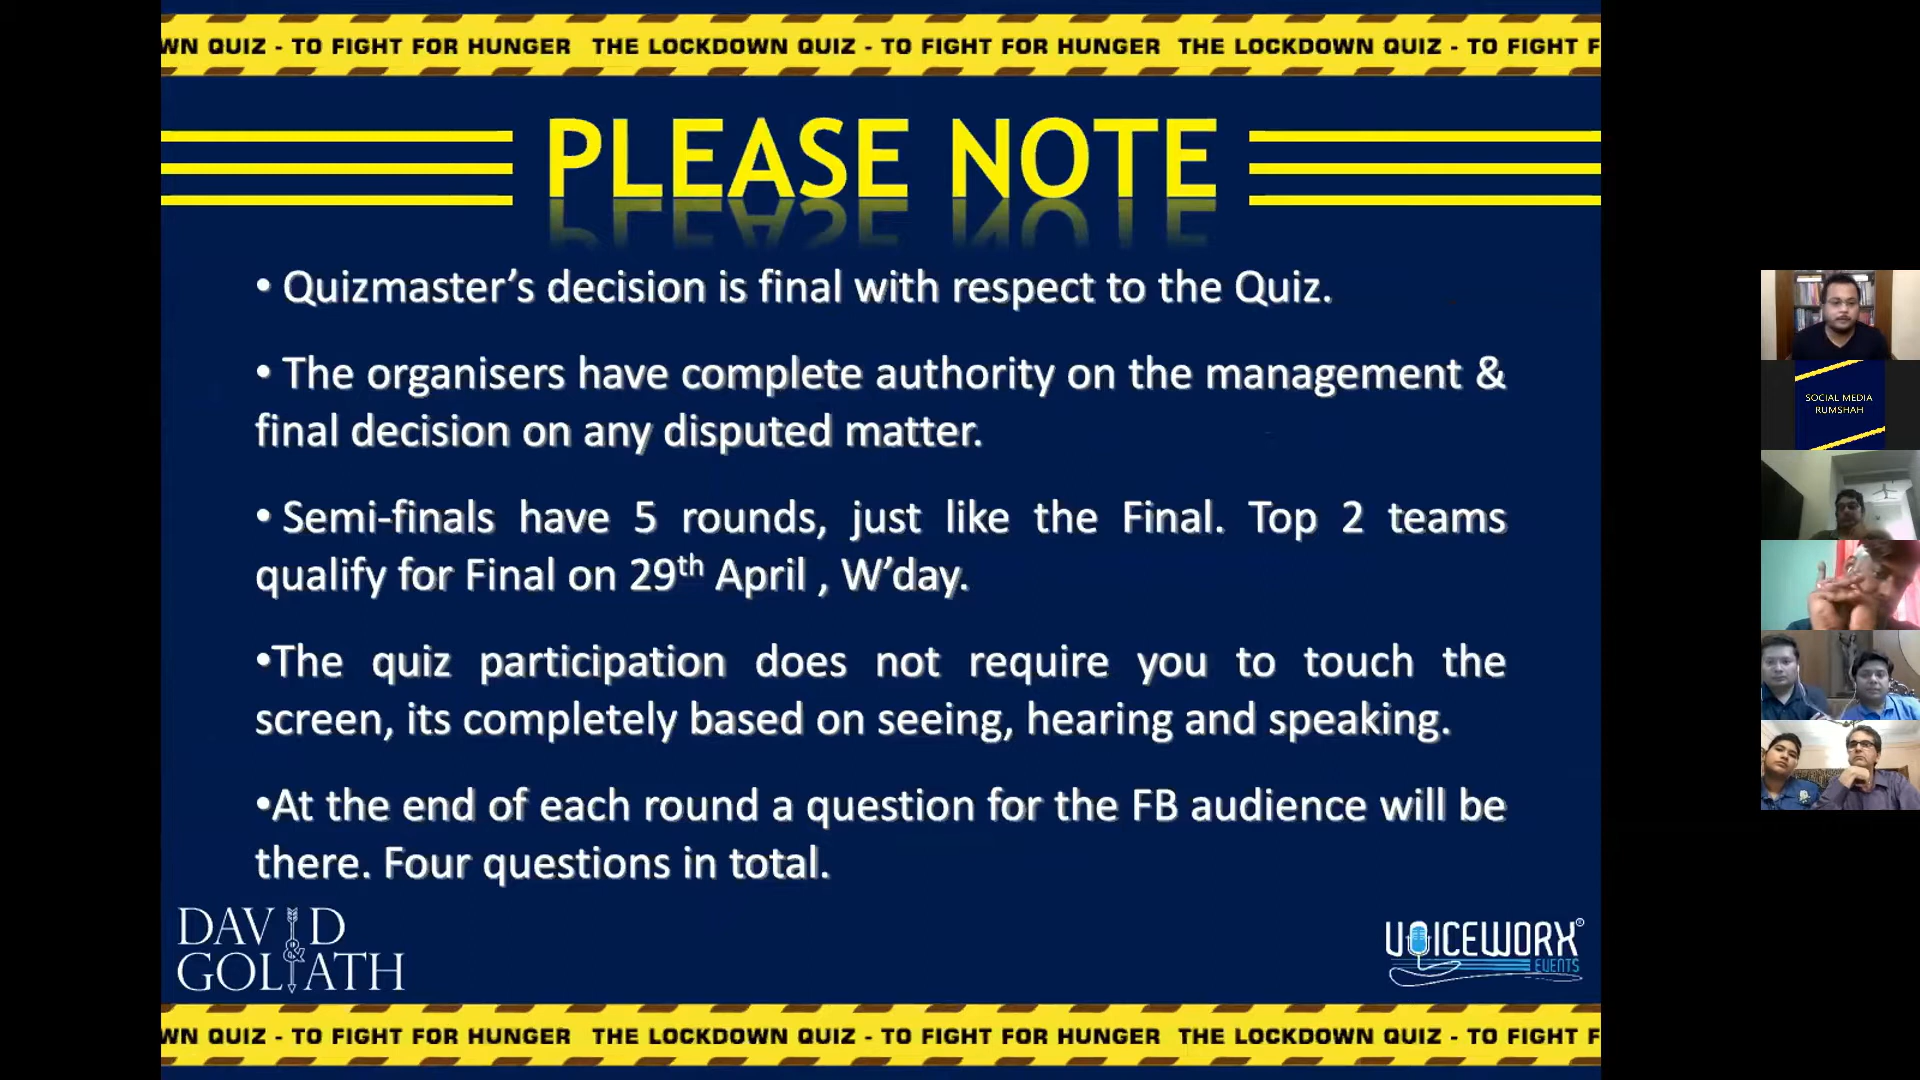 WN QUIZ - TO FIGHT FOR HUNGER THE LOCKDOWN QUIZ - TO FIGHT FOR HUNGER THE LOCKDOWN QUIZ - TO FIGHT F
PLEASE NOTE
• Quizmaster's decision is final with respect to the Quiz.
• The organisers have complete authority on the management &
final decision on any disputed matter.
• Semi-finals have 5 rounds, just like the Final. Top 2 teams
qualify for Final on 29th April , W'day.
•The quiz participation does not require you to touch the
screen, its completely based on seeing, hearing and speaking.
•At the end of each round a question for the FB audience will be
there. Four questions in total.
DAVID
&
GOLIATH
VOICEWORX
EVENTS
WN QUIZ - TO FIGHT FOR HUNGER THE LOCKDOWN QUIZ - TO FIGHT FOR HUNGER THE LOCKDOWN QUIZ - TO FIGHT F
SOCIAL MEDIA
RUMSHAH